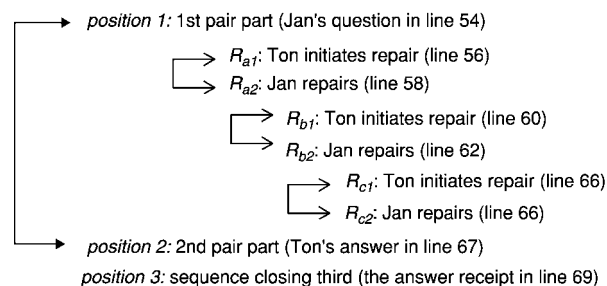 position 1: 1st pair part (Jan's question in line 54)
Ra1: Ton initiates repair (line 56)
Ra2: Jan repairs (line 58)
Rb1: Ton initiates repair (line 60)
Rb2: Jan repairs (line 62)
Rc1: Ton initiates repair (line 66)
Rc2: Jan repairs (line 66)
position 2: 2nd pair part (Ton's answer in line 67)
position 3: sequence closing third (the answer receipt in line 69)